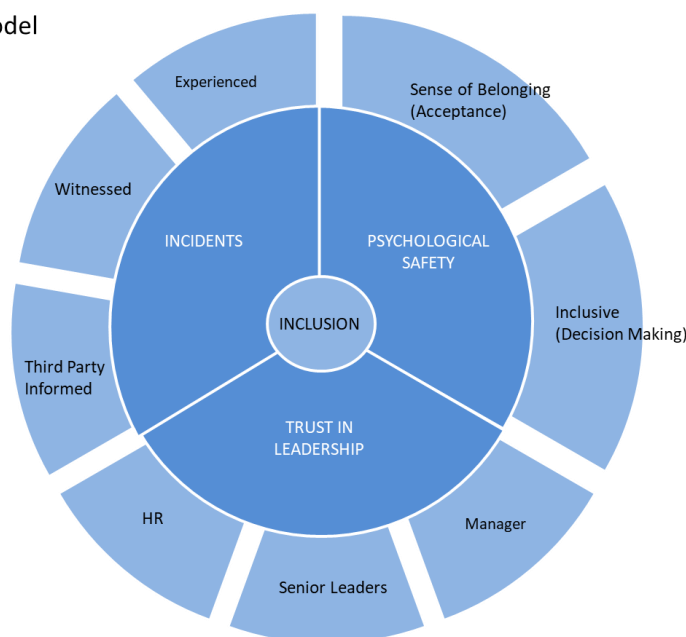 Experienced
Sense of Belonging
(Acceptance)
Witnessed
INCIDENTS
PSYCHOLOGICAL
SAFETY
INCLUSION
Inclusive
(Decision Making)
Third Party
Informed
TRUST IN
LEADERSHIP
HR
Manager
Senior Leaders